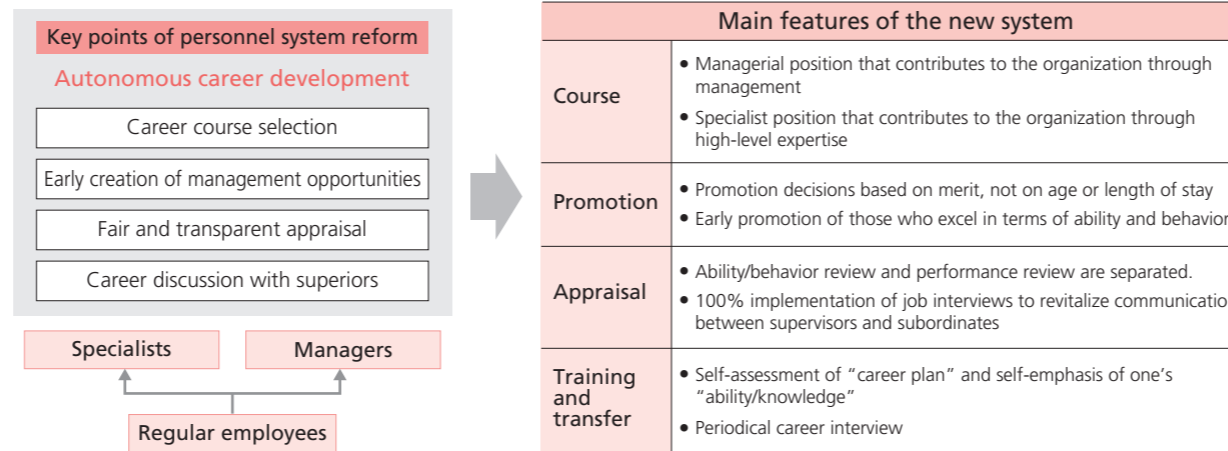 Key points of personnel system reform
Autonomous career development
Career course selection
Early creation of management opportunities
Fair and transparent appraisal
Career discussion with superiors
Specialists
Managers
Regular employees
Main features of the new system
Course
• Managerial position that contributes to the organization through
management
• Specialist position that contributes to the organization through
high-level expertise
Promotion
• Promotion decisions based on merit, not on age or length of stay
• Early promotion of those who excel in terms of ability and behavior
Appraisal
• Ability/behavior review and performance review are separated.
• 100% implementation of job interviews to revitalize communicatio
between supervisors and subordinates
Training
and
transfer
• Self-assessment of “career plan” and self-emphasis of one’s
“ability/knowledge”
• Periodical career interview